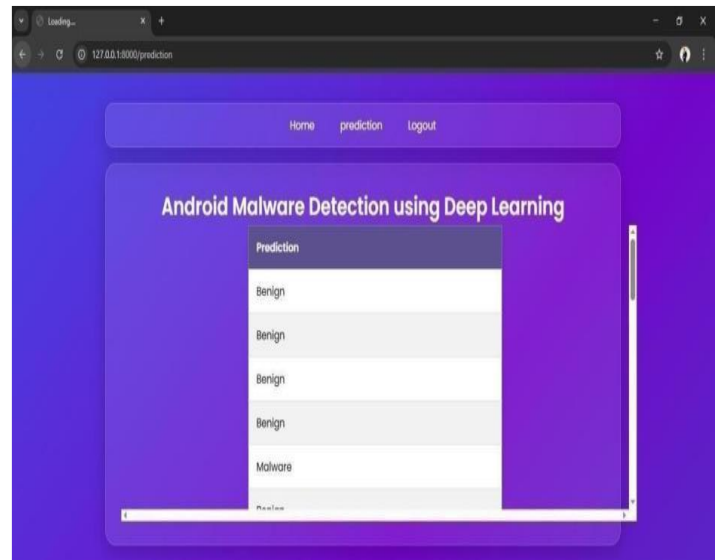 Loading...
127.0.0.1:8000/prediction
Home prediction Logout
Android Malware Detection using Deep Learning
Prediction
Benign
Benign
Benign
Benign
Malware
Benign